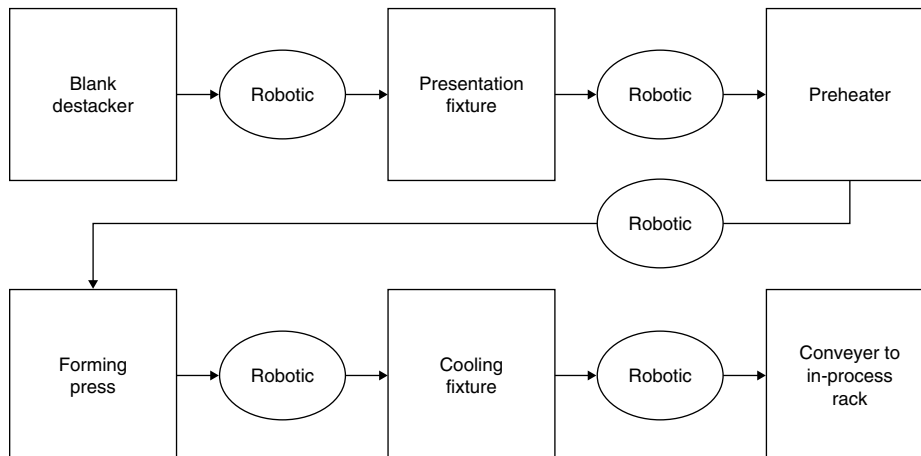 Blank
destacker
Robotic
Presentation
fixture
Robotic
Preheater
Robotic
Forming
press
Robotic
Cooling
fixture
Robotic
Conveyer to
in-process
rack